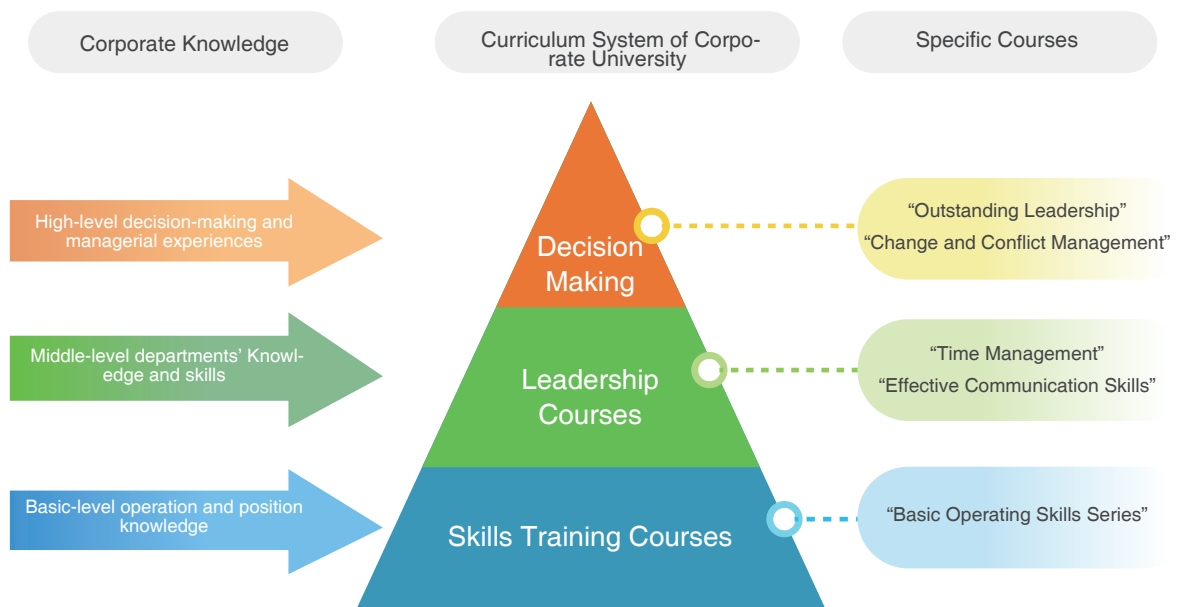 Corporate Knowledge
Curriculum System of Corpo-
rate University
Specific Courses
High-level decision-making and
managerial experiences
Decision
Making
“Outstanding Leadership”
“Change and Conflict Management”
Middle-level departments’ Knowl-
edge and skills
Leadership
Courses
“Time Management”
“Effective Communication Skills”
Basic-level operation and position
knowledge
Skills Training Courses
“Basic Operating Skills Series”